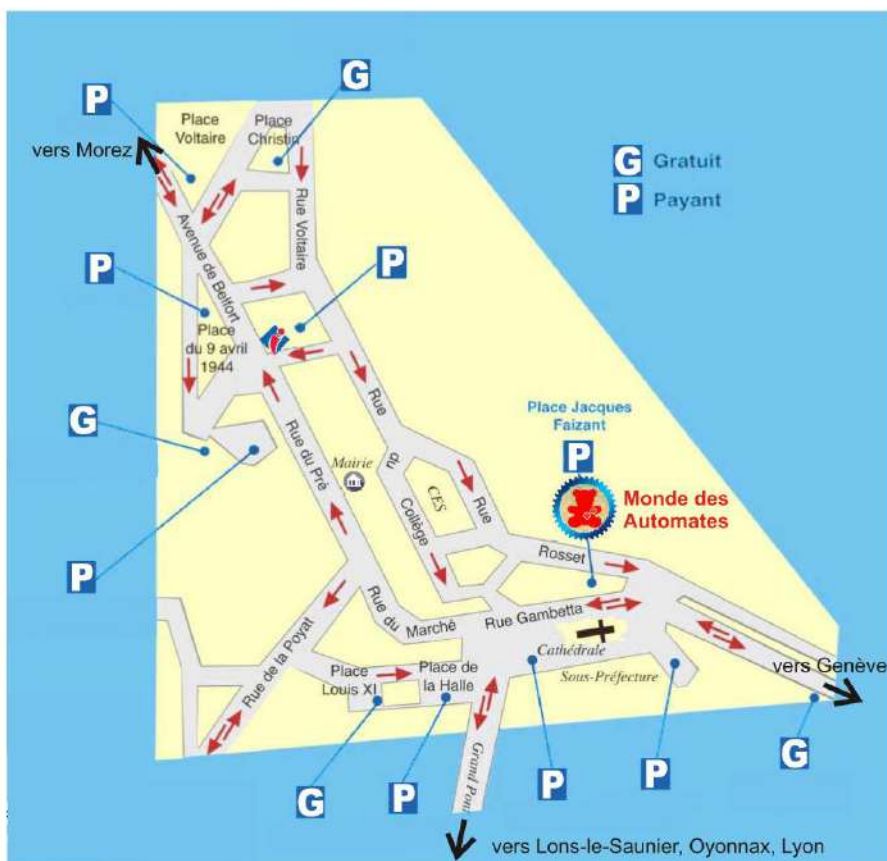 G
P
Place
Voltaire
Place
Christin
vers Morez
G Gratuit
P Payant
Rue Voltaire
Avenue de Belfort
P
P
Place
du 9 avril
1944
Rue
G
Place Jacques
Faizant
P
Rue du Pré
Mairie
du
CES
Rue
Monde des
Automates
Collège
P
Rosset
Rue du
Marché
Rue Gambetta
Rue de la Poyat
Cathédrale
Place
Louis XI
Place de
la Halle
Sous-Préfecture
vers Genève
Grand Pont
G
P
P
P
G
vers Lons-le-Saunier, Oyonnax, Lyon